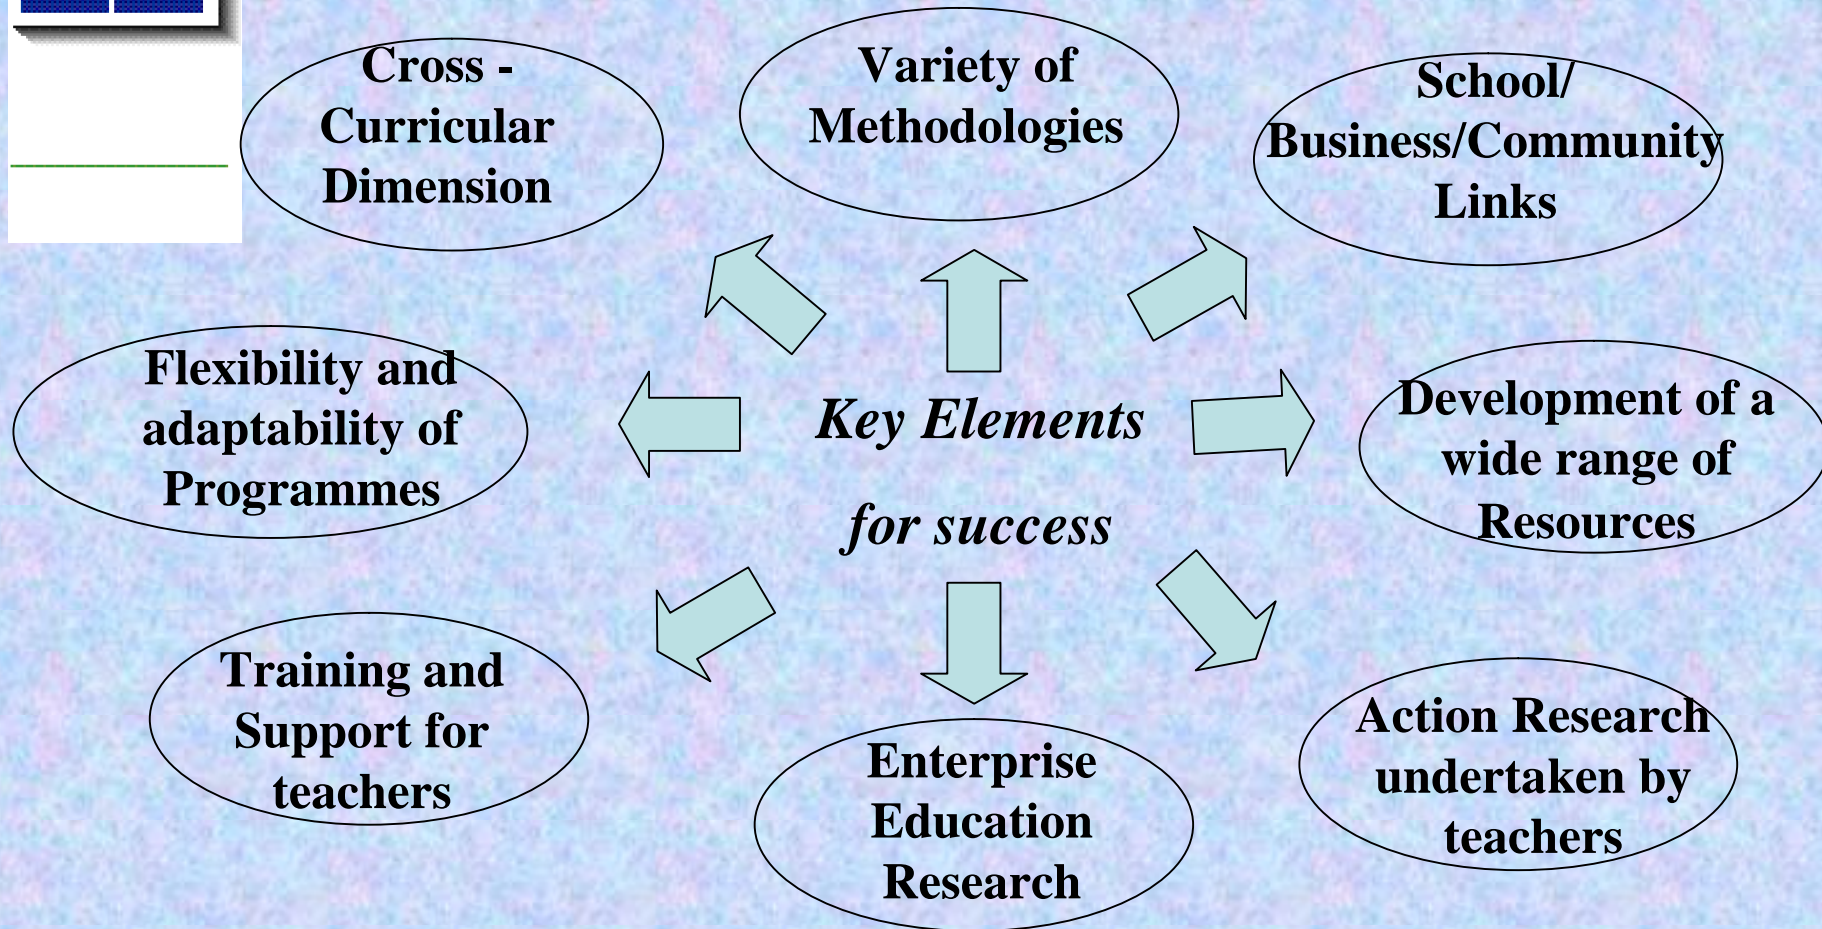 Cross -
Curricular
Dimension
Variety of
Methodologies
School/
Business/Community
Links
Flexibility and
adaptability of
Programmes
Key Elements
for success
Development of a
wide range of
Resources
Training and
Support for
teachers
Enterprise
Education
Research
Action Research
undertaken by
teachers